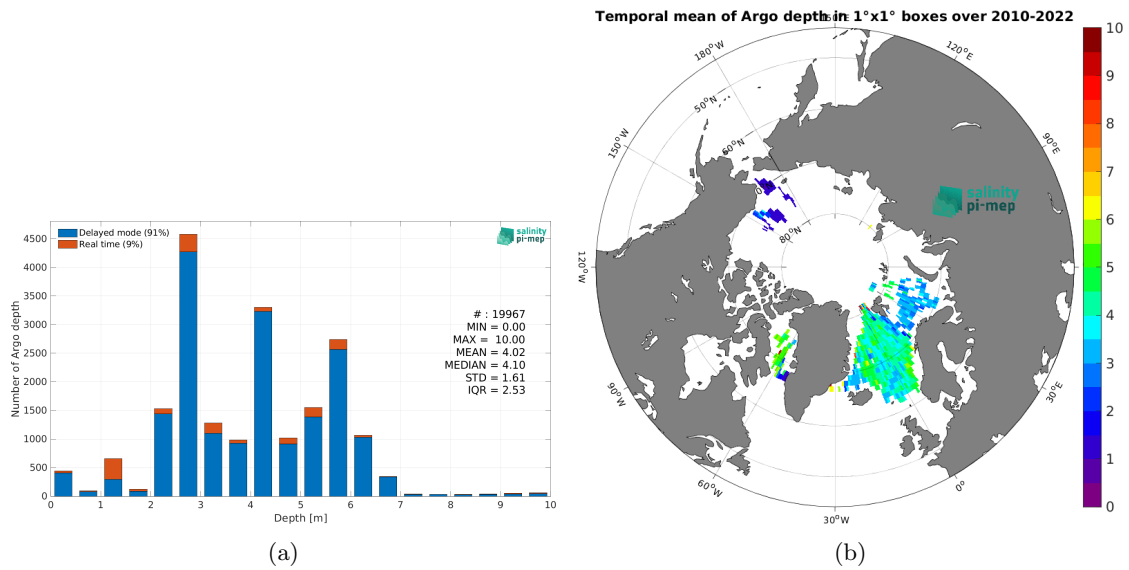 Delayed mode (91%)
Real time (9%)
salinity
pi-mep
# : 19967
MIN = 0.00
MAX = 10.00
MEAN = 4.02
MEDIAN = 4.10
STD = 1.61
IQR = 2.53
Number of Argo depth
4500
4000
3500
3000
2500
2000
1500
1000
500
0
0 1 2 3 4 5 6 7 8 9 10
Depth [m]
(a)
Temporal mean of Argo depth in 1°x1° boxes over 2010-2022
150°E
180°W
120°E
150°W
50°N
60°N
90°E
80°N
salinity
pi-mep
120°W
90°W
30°E
60°W
0°
30°W
10
9
8
7
6
5
4
3
2
1
0
(b)